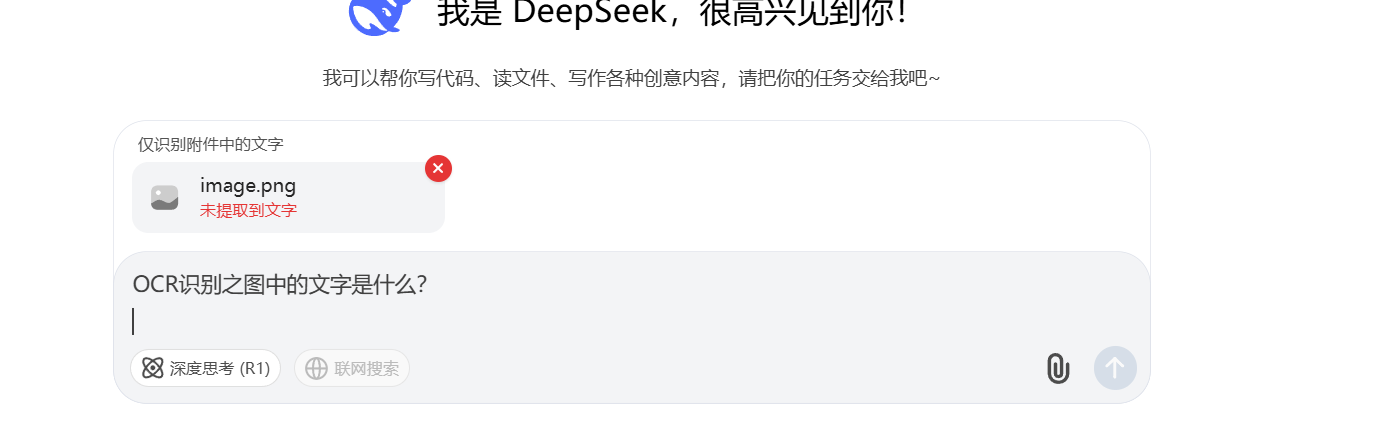 我是 DeepSeek，很高兴见到你！
我可以帮你写代码、读文件、写作各种创意内容，请把你的任务交给我吧~
仅识别附件中的文字
image.png
未提取到文字
OCR识别之图中的文字是什么？
深度思考 (R1)
联网搜索